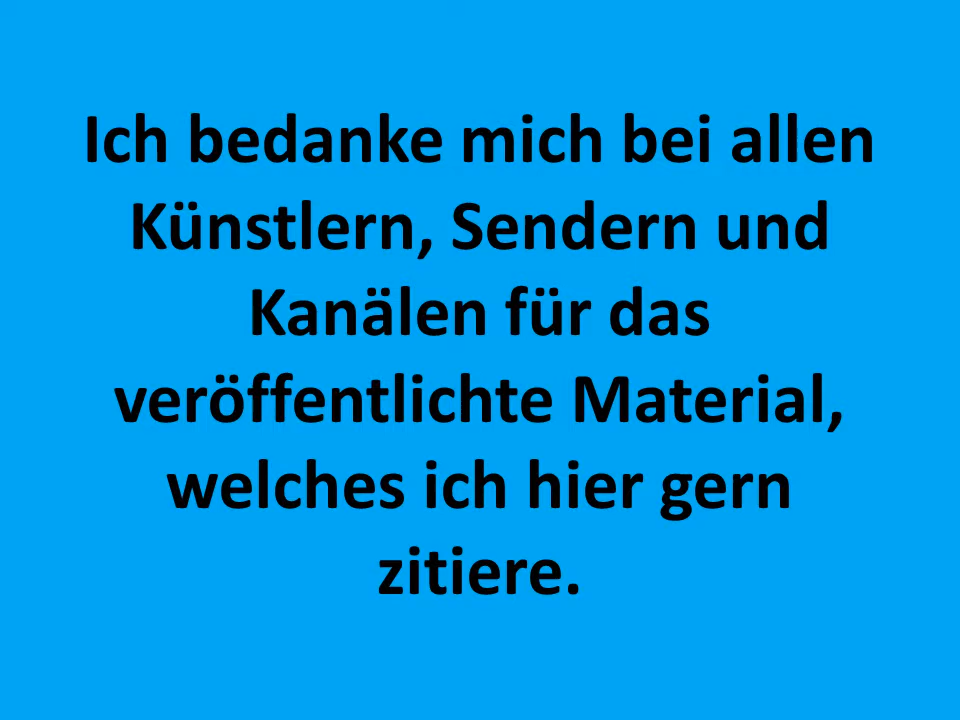 Ich bedanke mich bei allen
Künstlern, Sendern und
Kanälen für das
veröffentlichte Material,
welches ich hier gern
zitiere.